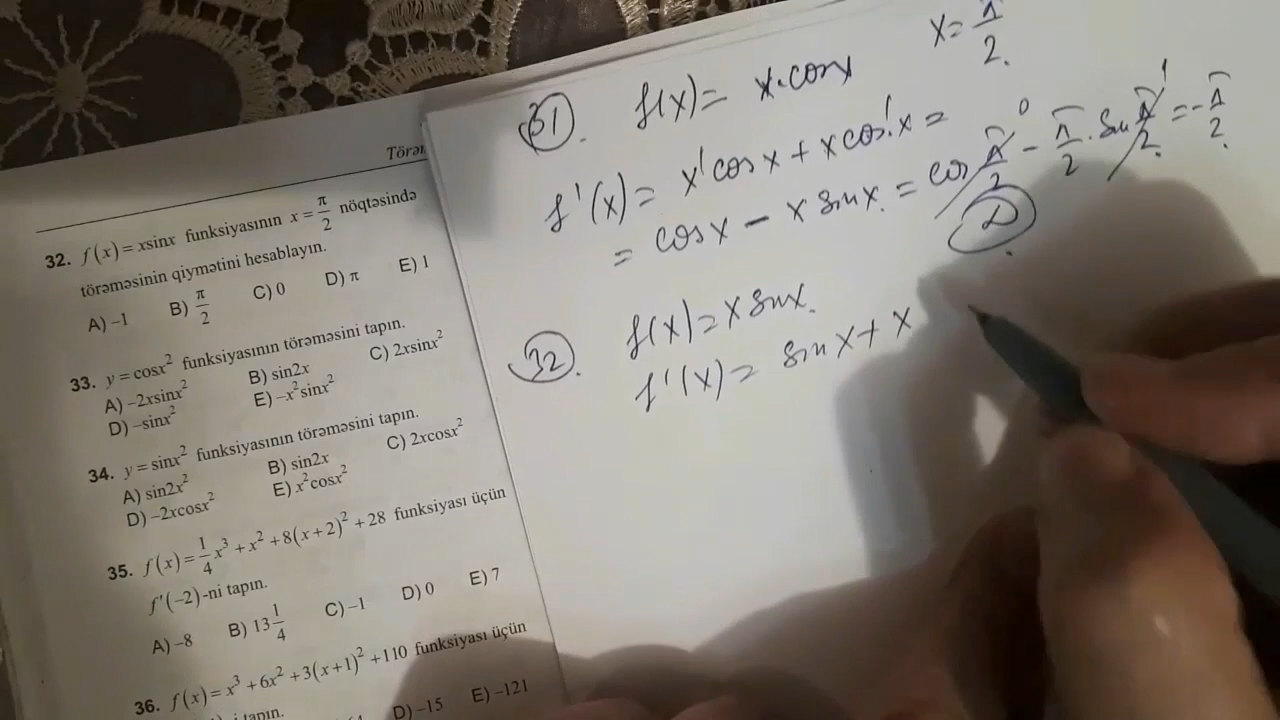 Törə
32. f(x)=xsinx funksiyasının x=π/2 nöqtəsində
törəməsinin qiymətini hesablayın.
A) −1 B) π/2 C) 0 D) π E) 1
33. y=cosx² funksiyasının törəməsini tapın.
A) −2xsinx² B) sin2x C) 2xsinx²
D) −sinx² E) −x²sinx²
34. y=sinx² funksiyasının törəməsini tapın.
A) sin2x² B) sin2x C) 2xcosx²
D) −2xcosx² E) x²cosx²
35. f(x)=1/4x³+x²+8(x+2)²+28 funksiyası üçün
f'(−2)-ni tapın.
A) −8 B) 13 1/4 C) −1 D) 0 E) 7
36. f(x)=x³+6x²+3(x+1)²+110 funksiyası üçün
tapın.
D) −15 E) −121
31. f(x)= x·cosx x=π/2.
f'(x)= x'cosx + xcos'x =
= cosx − x sinx. = cos π/2 0 − π/2 · sin π/2 1 = −π/2.
D.
32. f(x)= x sinx.
f'(x)= sinx + x